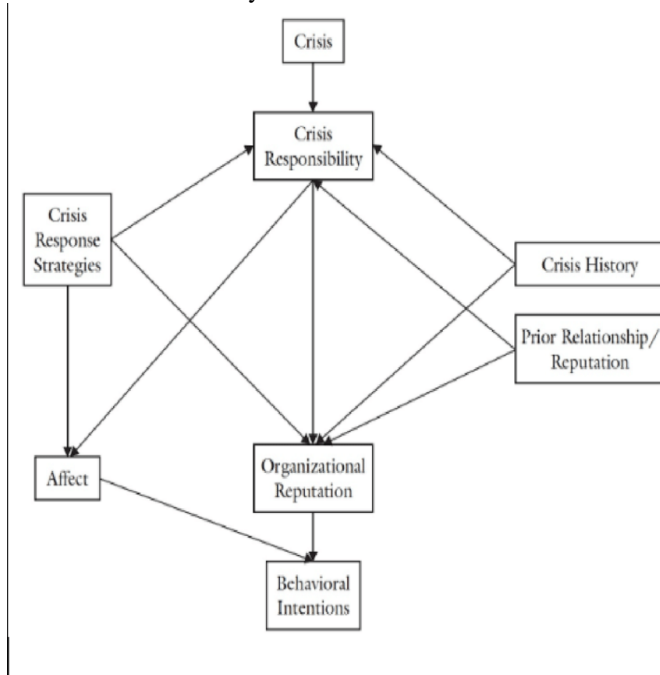 Crisis
Crisis
Responsibility
Crisis
Response
Strategies
Crisis History
Prior Relationship/
Reputation
Affect
Organizational
Reputation
Behavioral
Intentions